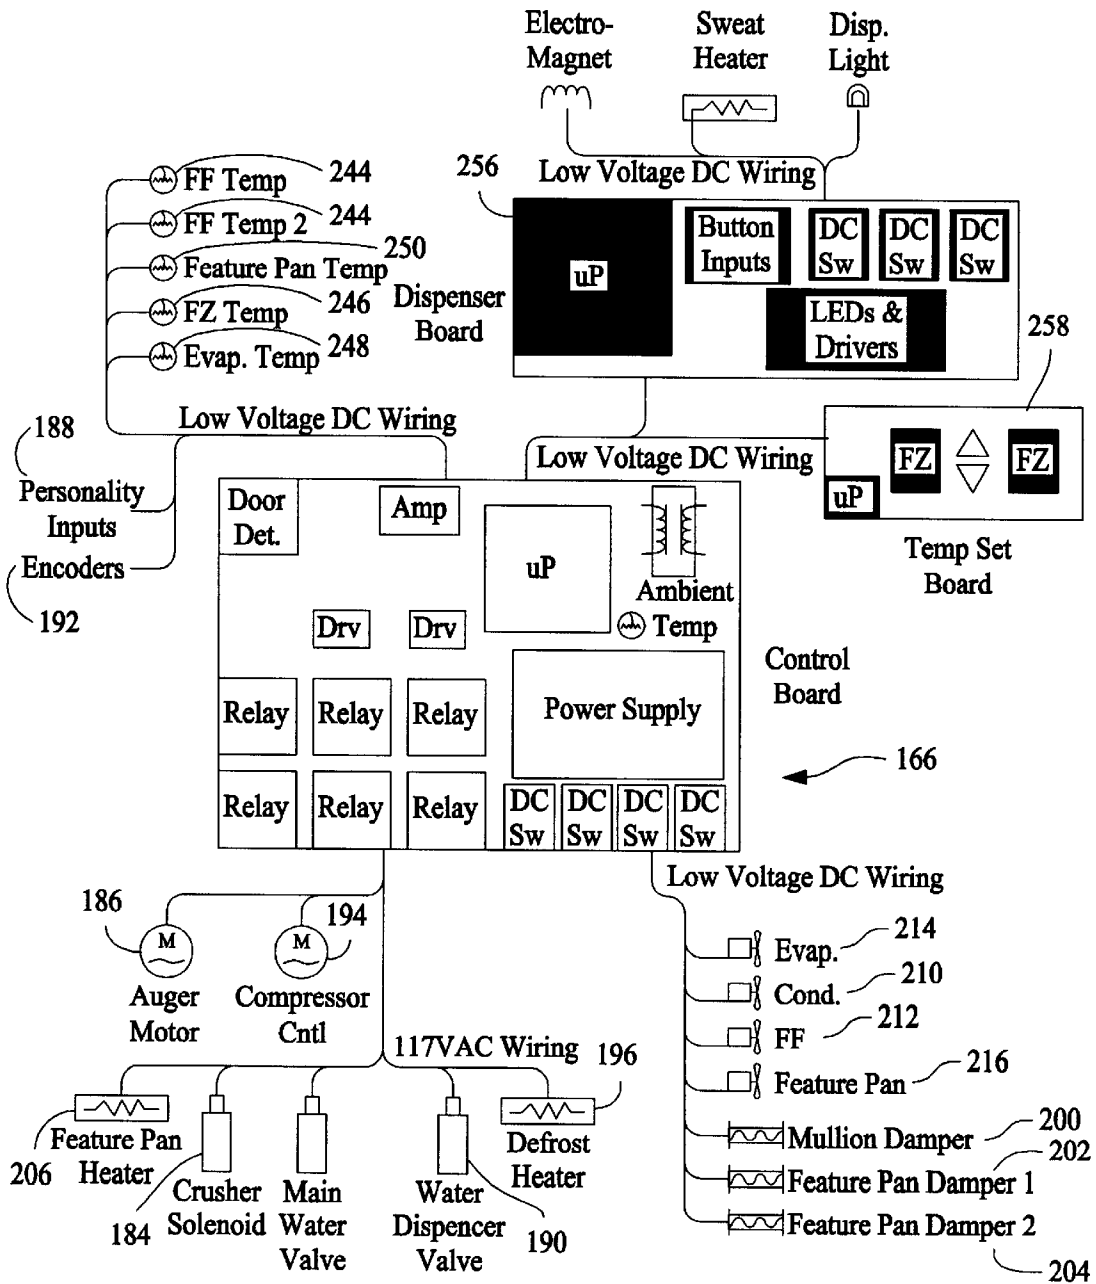 Electro-
Magnet
Sweat
Heater
Disp.
Light
Low Voltage DC Wiring
256
uP
Button
Inputs
DC
Sw
DC
Sw
DC
Sw
LEDs &
Drivers
Dispenser
Board
FF Temp
244
FF Temp 2
244
Feature Pan Temp
250
FZ Temp
246
Evap. Temp
248
Low Voltage DC Wiring
188
Personality
Inputs
Encoders
192
Low Voltage DC Wiring
258
FZ
FZ
uP
Temp Set
Board
Door
Det.
Amp
uP
Ambient
Temp
Drv
Drv
Relay
Relay
Relay
Power Supply
Relay
Relay
Relay
DC
Sw
DC
Sw
DC
Sw
DC
Sw
Control
Board
166
186
M
Auger
Motor
194
M
Compressor
Cntl
117VAC Wiring
206
Feature Pan
Heater
184
Crusher
Solenoid
Main
Water
Valve
Water
Dispencer
Valve
190
196
Defrost
Heater
Low Voltage DC Wiring
Evap.
214
Cond.
210
FF
212
Feature Pan
216
Mullion Damper
200
Feature Pan Damper 1
202
Feature Pan Damper 2
204